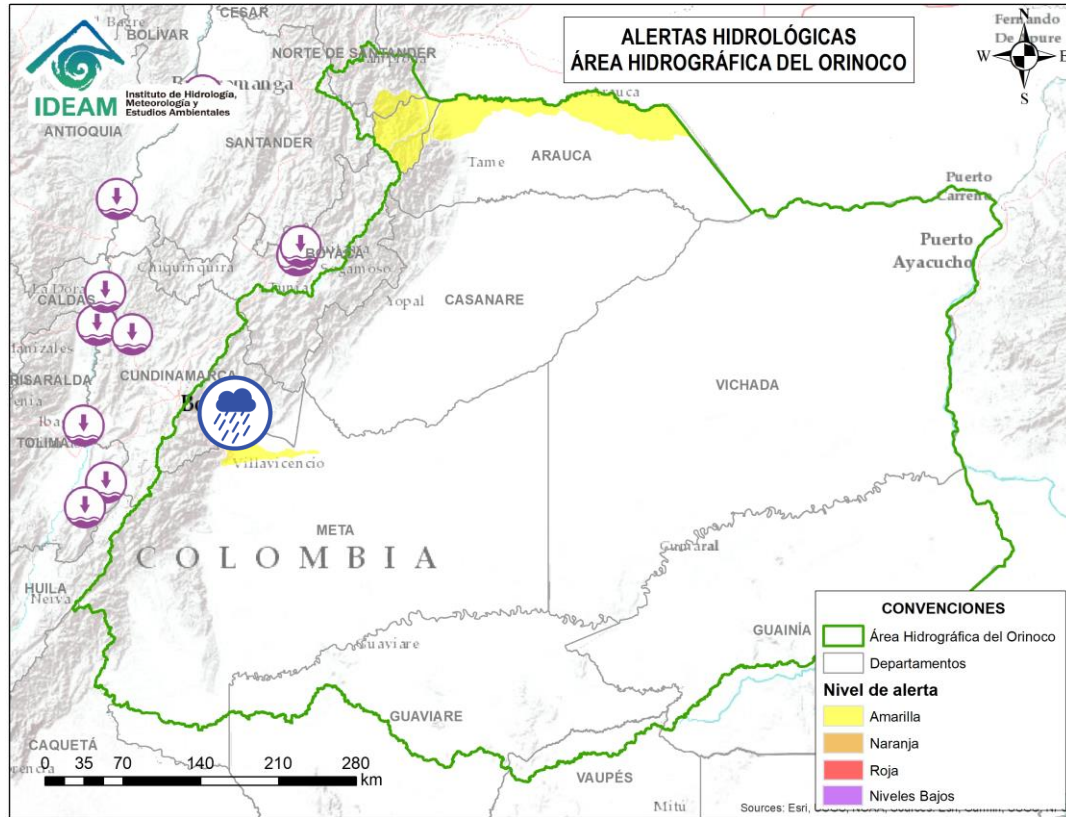 ALERTAS HIDROLÓGICAS
ÁREA HIDROGRÁFICA DEL ORINOCO
N
W
E
S
IDEAM
Instituto de Hidrología,
Meteorología y
Estudios Ambientales
CESAR
BOLÍVAR
NORTE DE SANTANDER
ANTIOQUIA
SANTANDER
Arauca
ARAUCA
Tame
Puerto
Carreño
Puerto
Ayacucho
BOYACÁ
Sogamoso
Chiquinquira
Tunja
CALDAS
Yopal
CASANARE
RISARALDA
CUNDINAMARCA
VICHADA
TOLIMA
Villavicencio
META
COLOMBIA
Cumaral
HUILA
Neiva
Guaviare
GUAINÍA
GUAVIARE
CAQUETÁ
VAUPÉS
Mitú
0 35 70 140 210 280
km
CONVENCIONES
Área Hidrográfica del Orinoco
Departamentos
Nivel de alerta
Amarilla
Naranja
Roja
Niveles Bajos